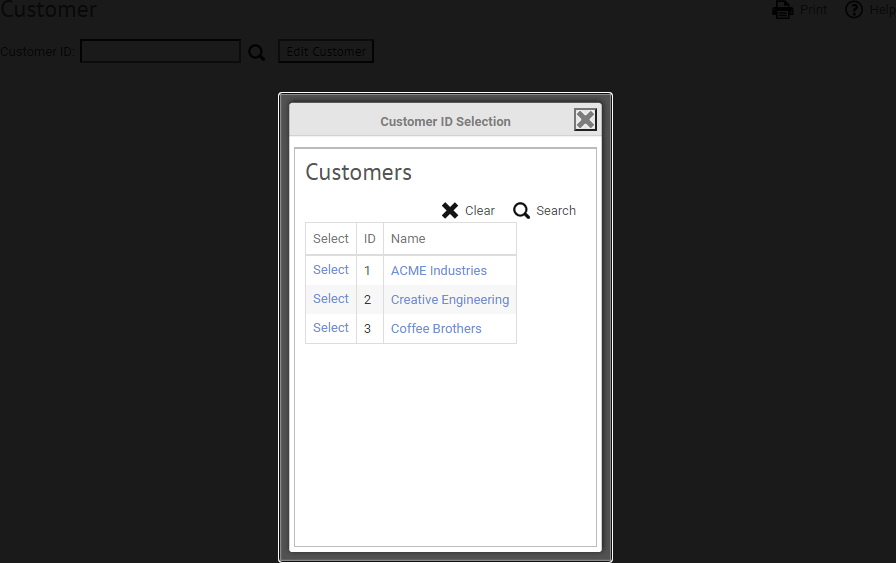 Customer
Print Help
Customer ID: Edit Customer
Customer ID Selection
Customers
Clear Search
Select ID Name
Select 1 ACME Industries
Select 2 Creative Engineering
Select 3 Coffee Brothers